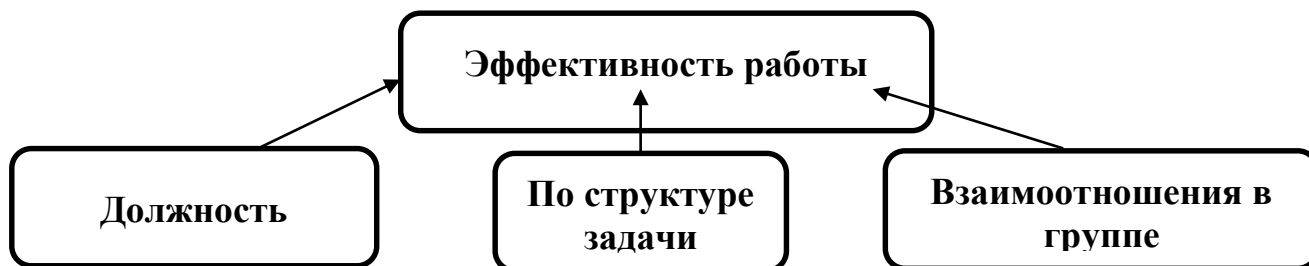 Эффективность работы
Должность
По структуре
задачи
Взаимоотношения в
группе